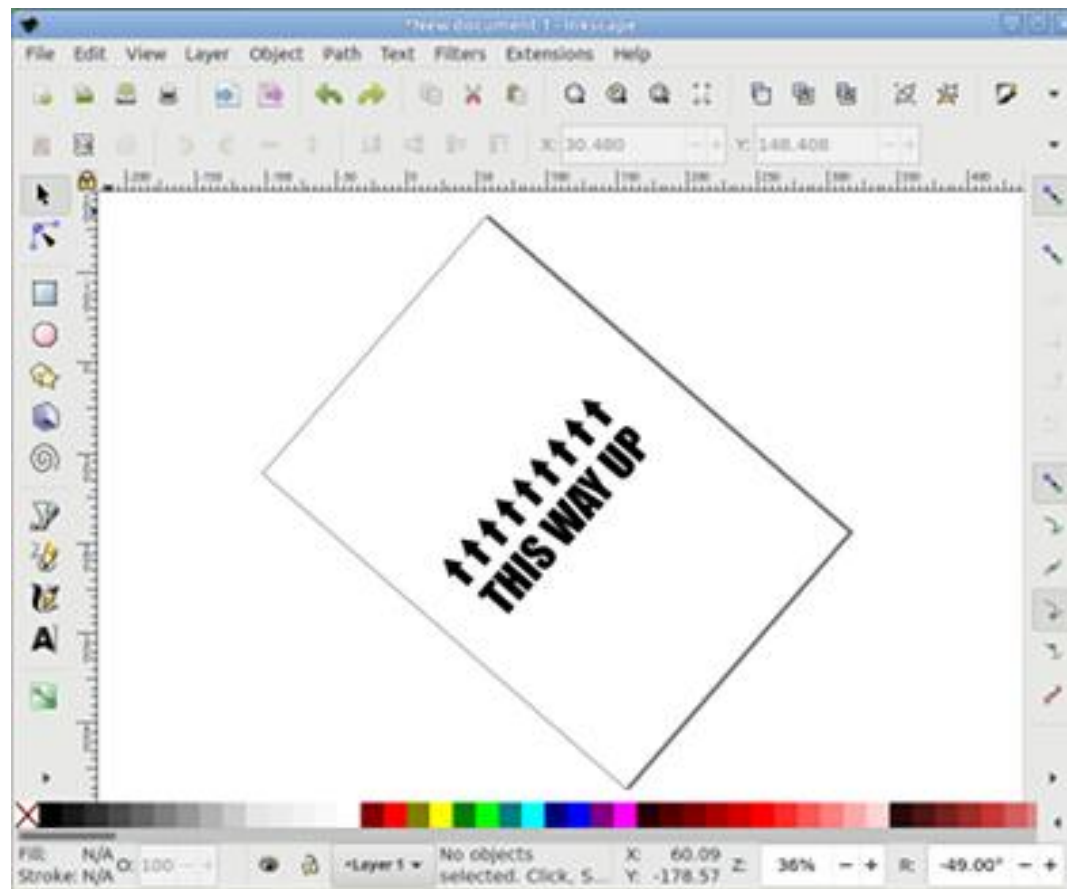 *New document 1 - Inkscape
File Edit View Layer Object Path Text Filters Extensions Help
X: 30.480 - + Y: 148.408 - +
THIS WAY UP
Fill: N/A O: 100 - + •Layer 1 No objects X: 60.09 Z: 36% - + R: -49.00° - +
Stroke: N/A selected. Click, S... Y: -178.57